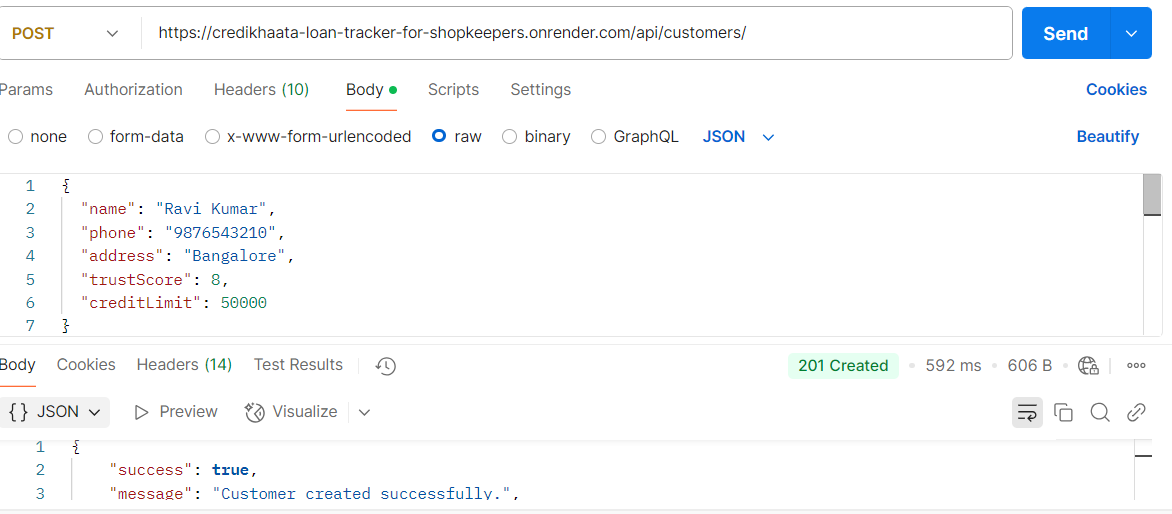 POST https://credikhaata-loan-tracker-for-shopkeepers.onrender.com/api/customers/ Send
Params Authorization Headers (10) Body Scripts Settings Cookies
none form-data x-www-form-urlencoded raw binary GraphQL JSON Beautify
1 {
2 "name": "Ravi Kumar",
3 "phone": "9876543210",
4 "address": "Bangalore",
5 "trustScore": 8,
6 "creditLimit": 50000
7 }
Body Cookies Headers (14) Test Results 201 Created 592 ms 606 B
{} JSON Preview Visualize
1 {
2 "success": true,
3 "message": "Customer created successfully.",